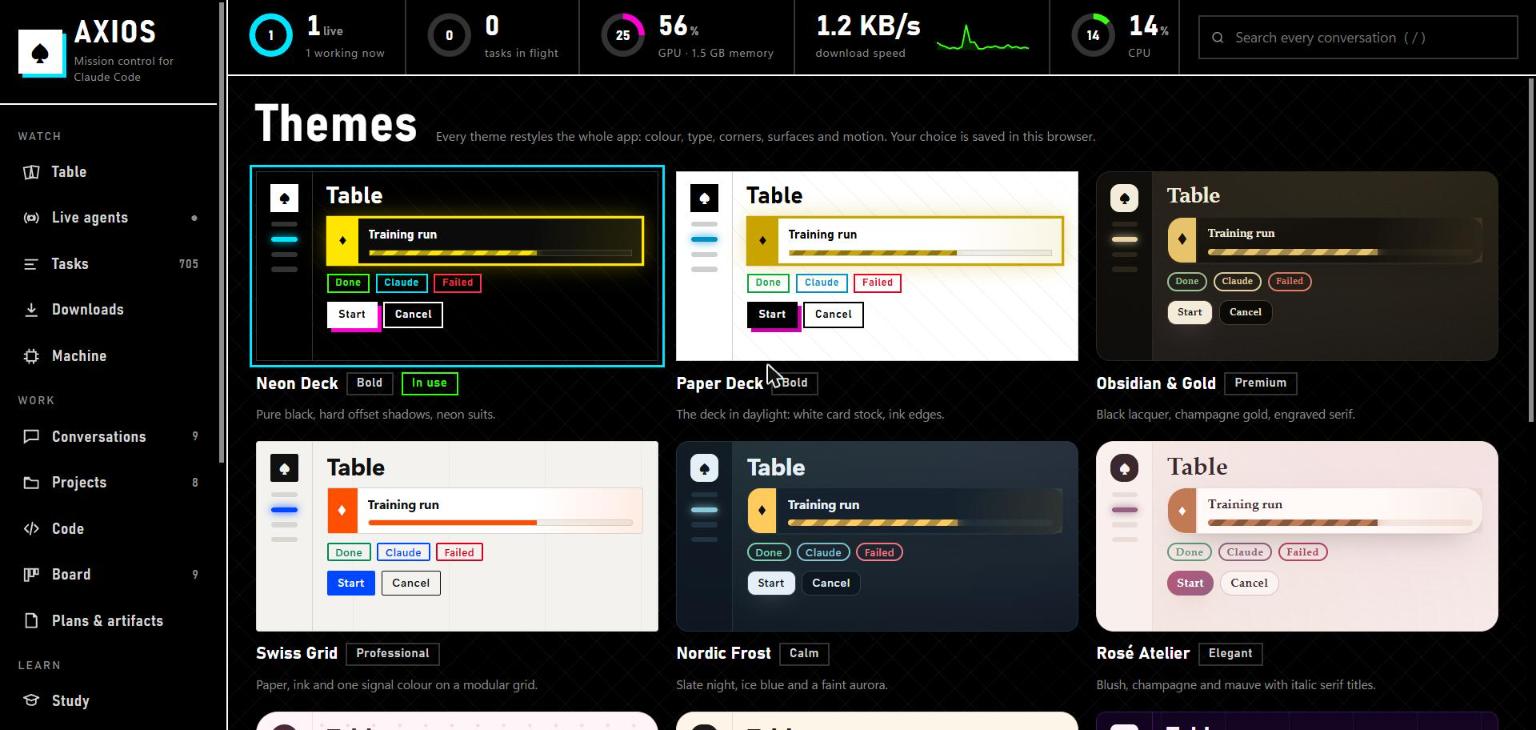 AXIOS
Mission control for
Claude Code
1
1 live
1 working now
0
0
tasks in flight
25
56%
GPU · 1.5 GB memory
1.2 KB/s
download speed
14
14%
CPU
Search every conversation ( / )
WATCH
Table
Live agents
Tasks 705
Downloads
Machine
WORK
Conversations 9
Projects 8
Code
Board 9
Plans & artifacts
LEARN
Study
Themes
Every theme restyles the whole app: colour, type, corners, surfaces and motion. Your choice is saved in this browser.
Table
Training run
Done Claude Failed
Start Cancel
Neon Deck Bold In use
Pure black, hard offset shadows, neon suits.
Table
Training run
Done Claude Failed
Start Cancel
Paper Deck Bold
The deck in daylight: white card stock, ink edges.
Table
Training run
Done Claude Failed
Start Cancel
Obsidian & Gold Premium
Black lacquer, champagne gold, engraved serif.
Table
Training run
Done Claude Failed
Start Cancel
Swiss Grid Professional
Paper, ink and one signal colour on a modular grid.
Table
Training run
Done Claude Failed
Start Cancel
Nordic Frost Calm
Slate night, ice blue and a faint aurora.
Table
Training run
Done Claude Failed
Start Cancel
Rosé Atelier Elegant
Blush, champagne and mauve with italic serif titles.